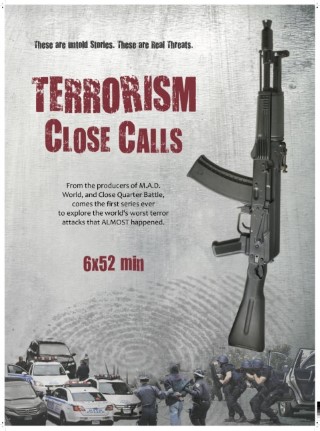 These are untold Stories. These are Real Threats.
TERRORISM
CLOSE CALLS
From the producers of M.A.D.
World, and Close Quarter Battle,
comes the first series ever
to explore the world's worst terror
attacks that ALMOST happened.
6x52 min